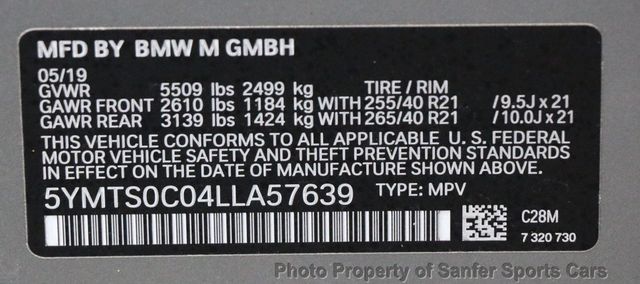 MFD BY BMW M GMBH
05/19
GVWR 5509 lbs 2499 kg TIRE / RIM
GAWR FRONT 2610 lbs 1184 kg WITH 255/40 R21 /9.5J x 21
GAWR REAR 3139 lbs 1424 kg WITH 265/40 R21 /10.0J x 21
THIS VEHICLE CONFORMS TO ALL APPLICABLE U. S. FEDERAL
MOTOR VEHICLE SAFETY AND THEFT PREVENTION STANDARDS
IN EFFECT ON THE DATE OF MANUFACTURE SHOWN ABOVE.
5YMTS0C04LLA57639 TYPE: MPV
C28M
7 320 730
Photo Property of Sanfer Sports Cars